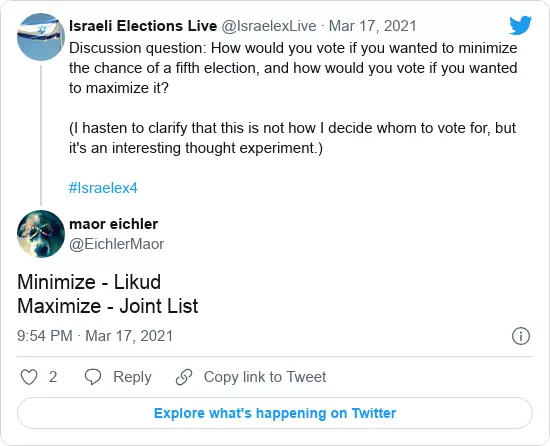 Israeli Elections Live @IsraelexLive · Mar 17, 2021
Discussion question: How would you vote if you wanted to minimize
the chance of a fifth election, and how would you vote if you wanted
to maximize it?
(I hasten to clarify that this is not how I decide whom to vote for, but
it's an interesting thought experiment.)
#Israelex4
maor eichler
@EichlerMaor
Minimize - Likud
Maximize - Joint List
9:54 PM · Mar 17, 2021
2 Reply Copy link to Tweet
Explore what's happening on Twitter